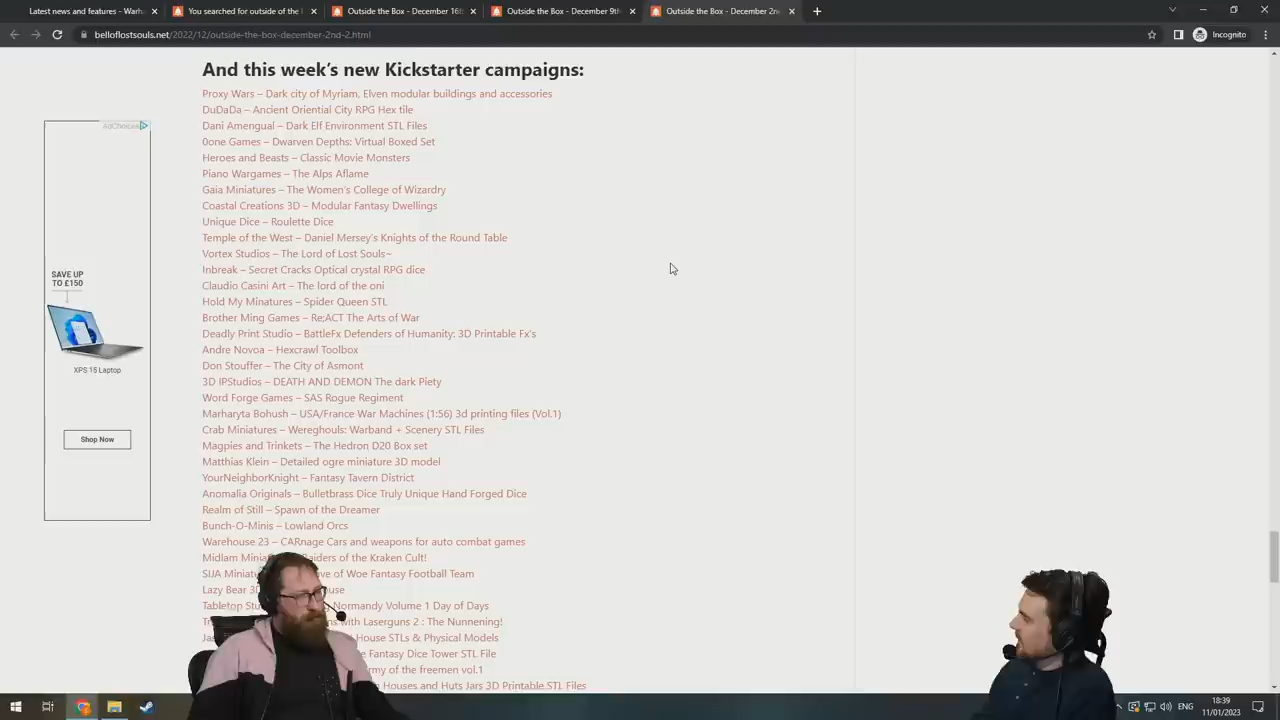 Latest news and features - Warh
You searched for of the
Outside the Box - December 16t
Outside the Box - December 9th
Outside the Box - December 2n
belloflostsouls.net/2022/12/outside-the-box-december-2nd-2.html
Incognito
And this week's new Kickstarter campaigns:
Proxy Wars – Dark city of Myriam, Elven modular buildings and accessories
DuDaDa – Ancient Oriential City RPG Hex tile
Dani Amengual – Dark Elf Environment STL Files
0one Games – Dwarven Depths: Virtual Boxed Set
Heroes and Beasts – Classic Movie Monsters
Piano Wargames – The Alps Aflame
Gaia Miniatures – The Women's College of Wizardry
Coastal Creations 3D – Modular Fantasy Dwellings
Unique Dice – Roulette Dice
Temple of the West – Daniel Mersey's Knights of the Round Table
Vortex Studios – The Lord of Lost Souls~
Inbreak – Secret Cracks Optical crystal RPG dice
Claudio Casini Art – The lord of the oni
Hold My Minatures – Spider Queen STL
Brother Ming Games – Re;ACT The Arts of War
Deadly Print Studio – BattleFx Defenders of Humanity: 3D Printable Fx's
Andre Novoa – Hexcrawl Toolbox
Don Stouffer – The City of Asmont
3D IPStudios – DEATH AND DEMON The dark Piety
Word Forge Games – SAS Rogue Regiment
Marharyta Bohush – USA/France War Machines (1:56) 3d printing files (Vol.1)
Crab Miniatures – Wereghouls: Warband + Scenery STL Files
Magpies and Trinkets – The Hedron D20 Box set
Matthias Klein – Detailed ogre miniature 3D model
YourNeighborKnight – Fantasy Tavern District
Anomalia Originals – Bulletbrass Dice Truly Unique Hand Forged Dice
Realm of Still – Spawn of the Dreamer
Bunch-O-Minis – Lowland Orcs
Warehouse 23 – CARnage Cars and weapons for auto combat games
Midlam Minia aiders of the Kraken Cult!
SIJA Miniat ve of Woe Fantasy Football Team
Lazy Bear 3D use
Tabletop Stu g Normandy Volume 1 Day of Days
ns with Laserguns 2 : The Nunnening!
House STLs & Physical Models
e Fantasy Dice Tower STL File
rmy of the freemen vol.1
Houses and Huts Jars 3D Printable STL Files
AdChoices
SAVE UP
TO £150
XPS 15 Laptop
Shop Now
ENG
18:39
11/01/2023